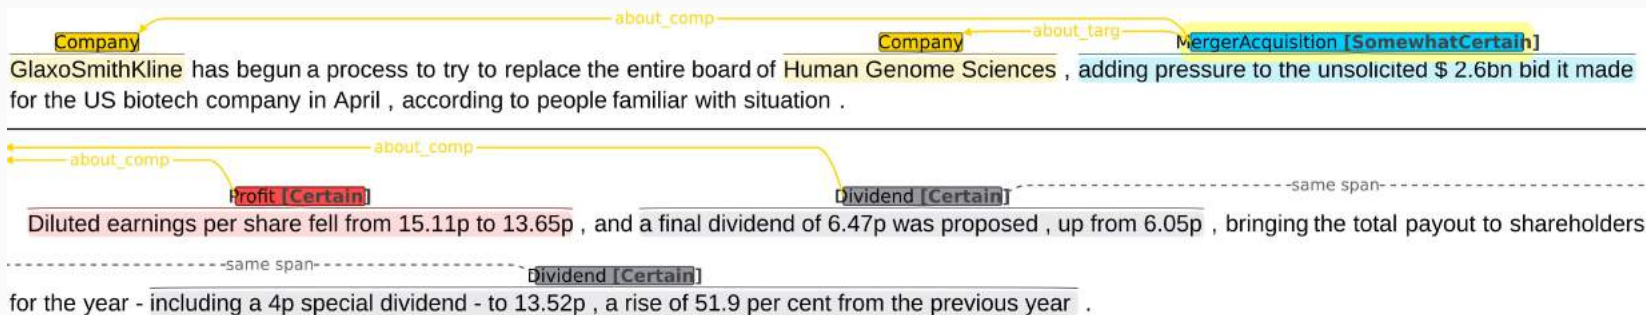 about_comp
Company Company about_targ MergerAcquisition [SomewhatCertain]
GlaxoSmithKline has begun a process to try to replace the entire board of Human Genome Sciences , adding pressure to the unsolicited $ 2.6bn bid it made
for the US biotech company in April , according to people familiar with situation .
about_comp
about_comp
Profit [Certain] Dividend [Certain] same span
Diluted earnings per share fell from 15.11p to 13.65p , and a final dividend of 6.47p was proposed , up from 6.05p , bringing the total payout to shareholders
same span
Dividend [Certain]
for the year - including a 4p special dividend - to 13.52p , a rise of 51.9 per cent from the previous year .